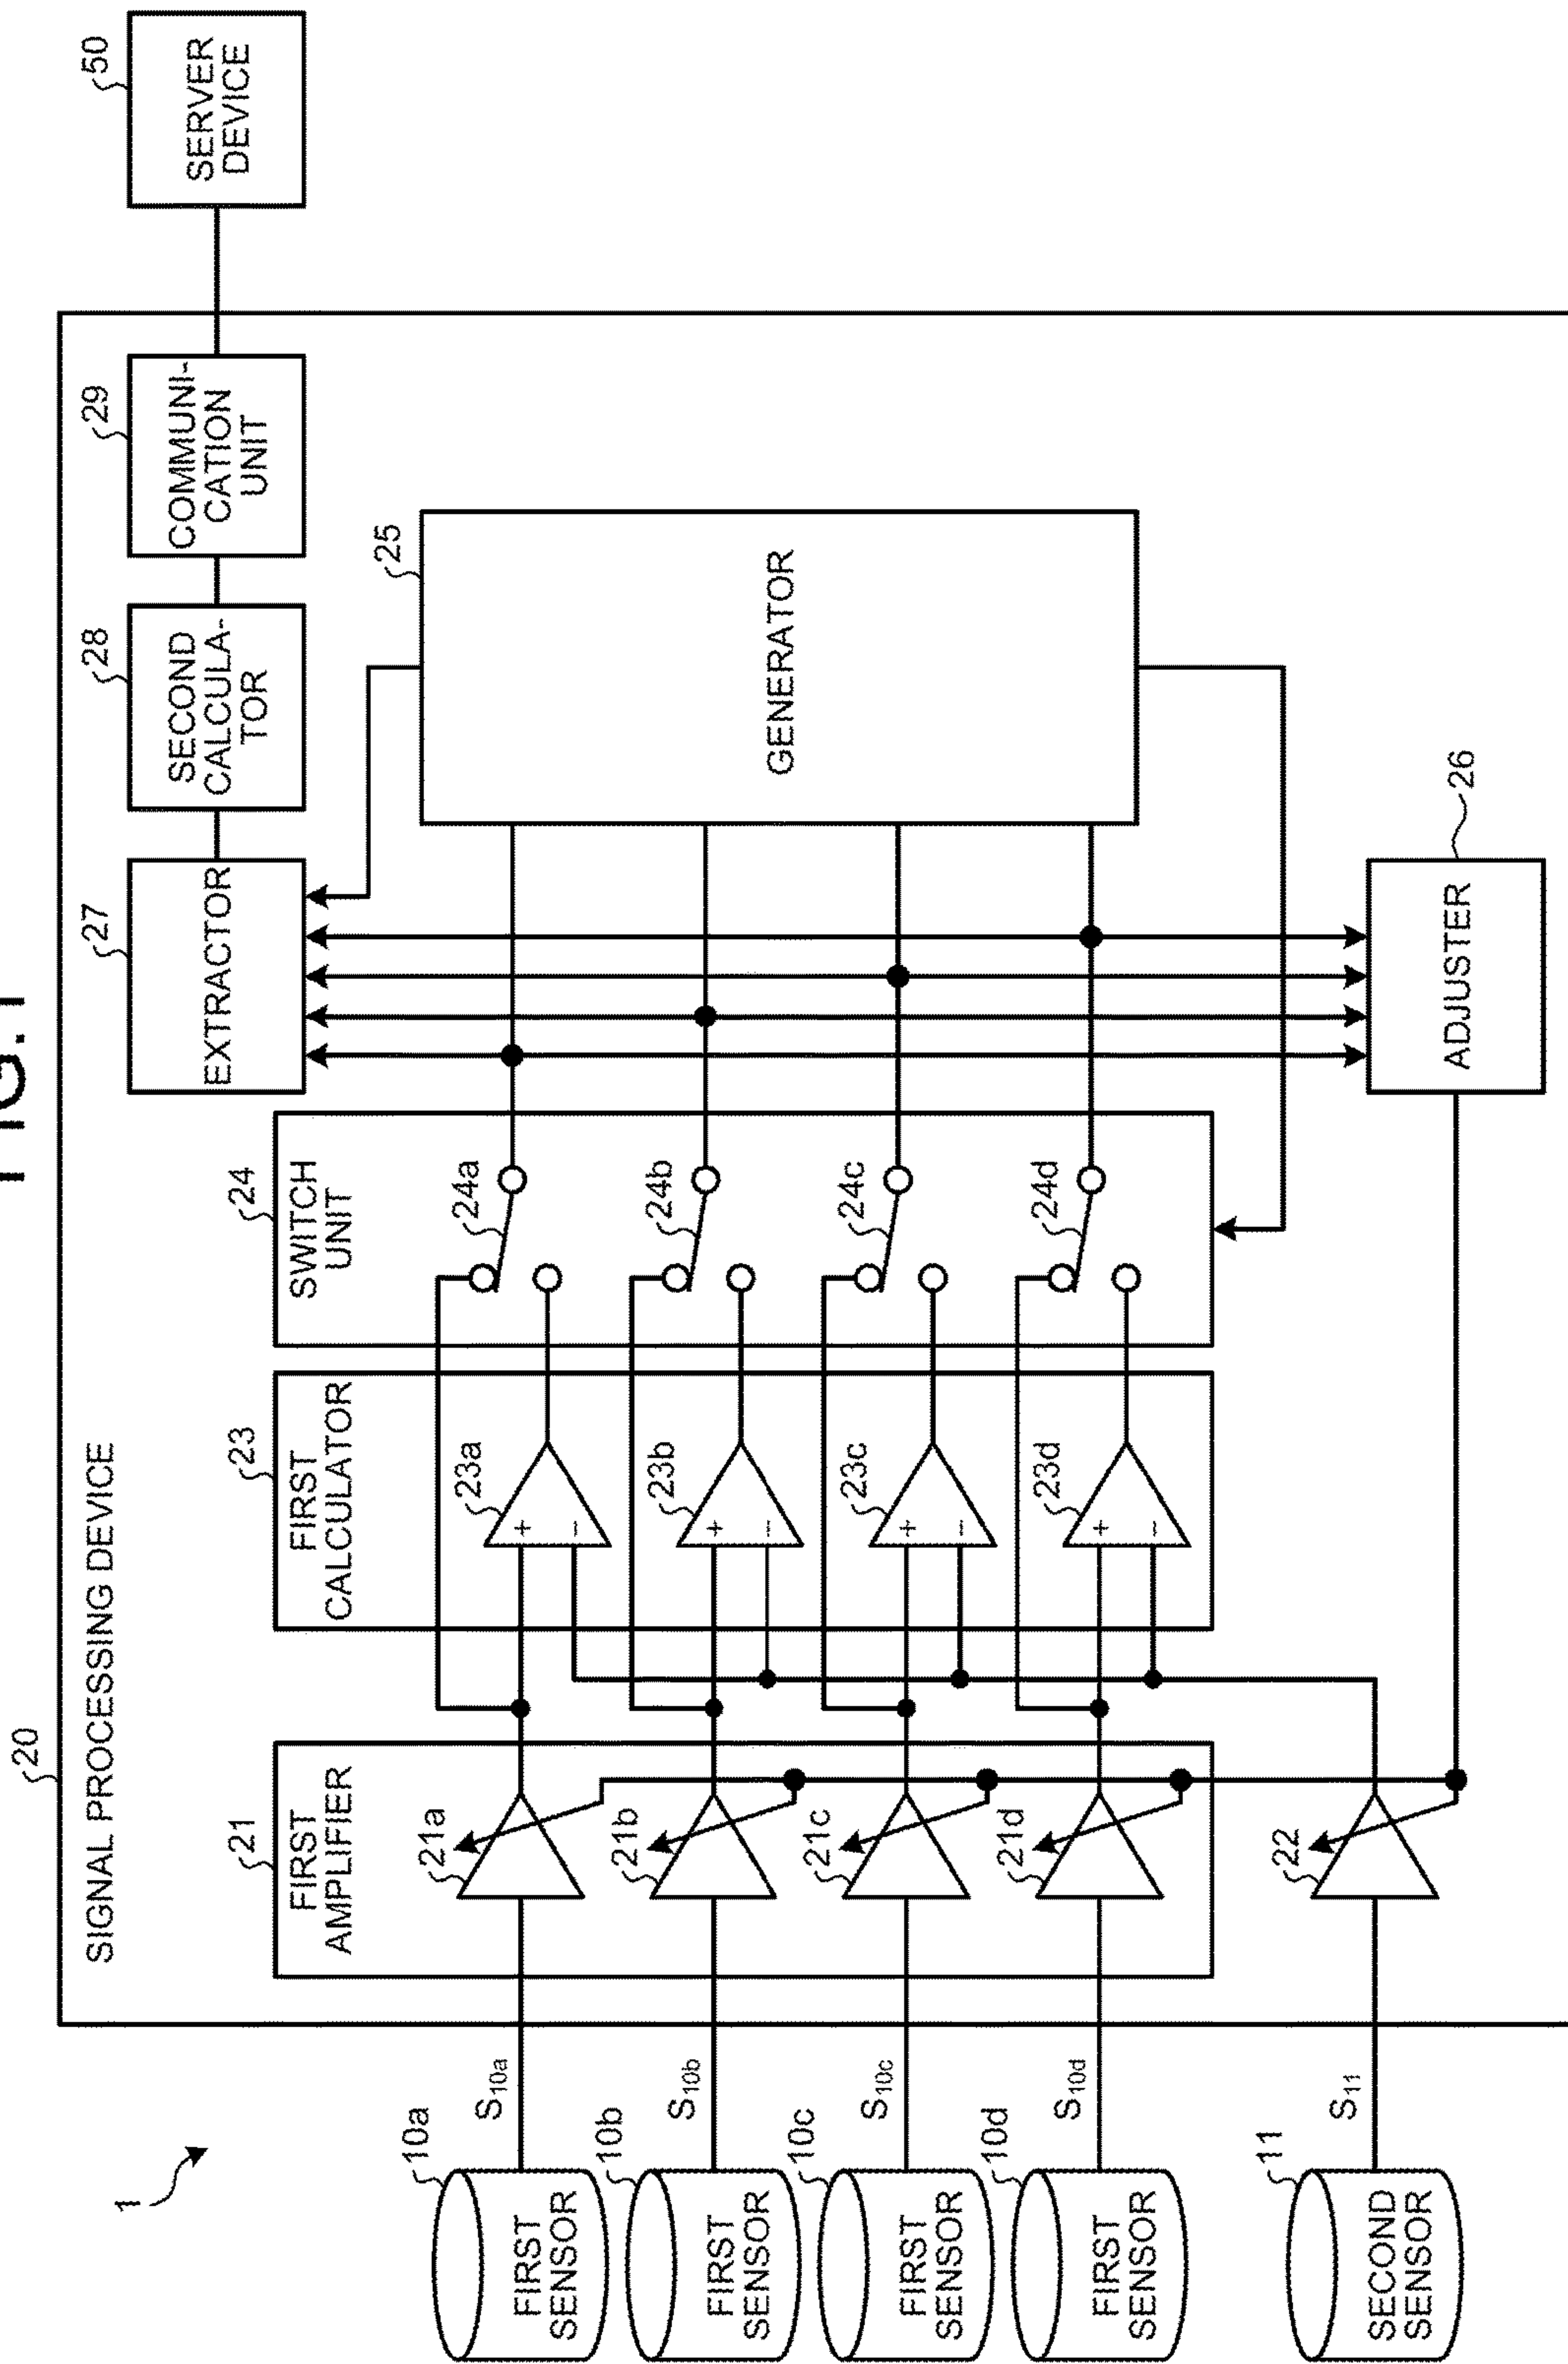 FIG.1
1
20
SIGNAL PROCESSING DEVICE
50
SERVER
DEVICE
29
COMMUNI-
CATION
UNIT
28
SECOND
CALCULA-
TOR
27
EXTRACTOR
25
GENERATOR
24
SWITCH
UNIT
24a
24b
24c
24d
23
FIRST
CALCULATOR
23a
+
−
23b
+
−
23c
+
−
23d
+
−
21
FIRST
AMPLIFIER
21a
21b
21c
21d
22
26
ADJUSTER
10a
FIRST
SENSOR
S10a
10b
FIRST
SENSOR
S10b
10c
FIRST
SENSOR
S10c
10d
FIRST
SENSOR
S10d
11
SECOND
SENSOR
S11